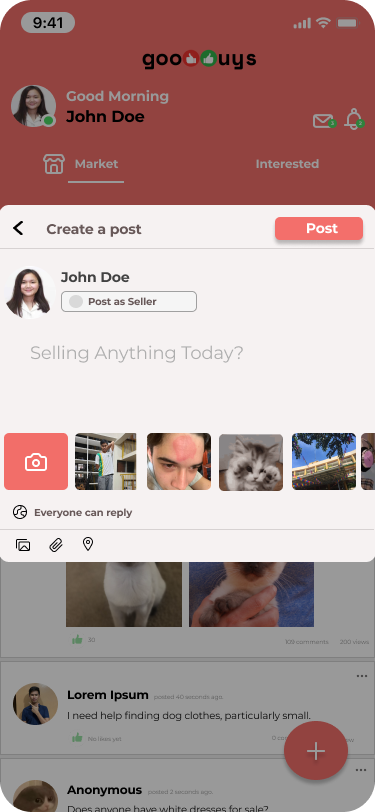 9:41
goo uys
Good Morning
John Doe
Market
Interested
Create a post
Post
John Doe
Post as Seller
Selling Anything Today?
Everyone can reply
30
109 comments
200 views
Lorem Ipsum posted 40 seconds ago.
I need help finding dog clothes, particularly small.
No likes yet
Anonymous posted 2 seconds ago.
Does anyone have white dresses for sale?